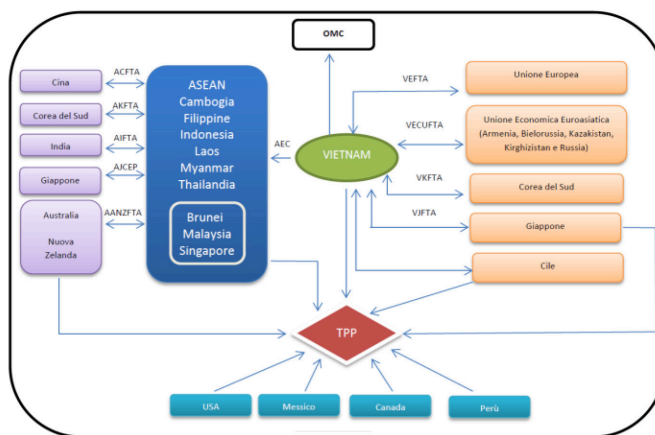 OMC
Cina
ACFTA
Corea del Sud
AKFTA
India
AIFTA
Giappone
AJCEP
Australia
Nuova
Zelanda
AANZFTA
ASEAN
Cambogia
Filippine
Indonesia
Laos
Myanmar
Thailandia
Brunei
Malaysia
Singapore
AEC
VIETNAM
VEFTA
Unione Europea
VECUFTA
Unione Economica Euroasiatica
(Armenia, Bielorussia, Kazakistan,
Kirghizistan e Russia)
VKFTA
Corea del Sud
VJFTA
Giappone
Cile
TPP
USA
Messico
Canada
Perù